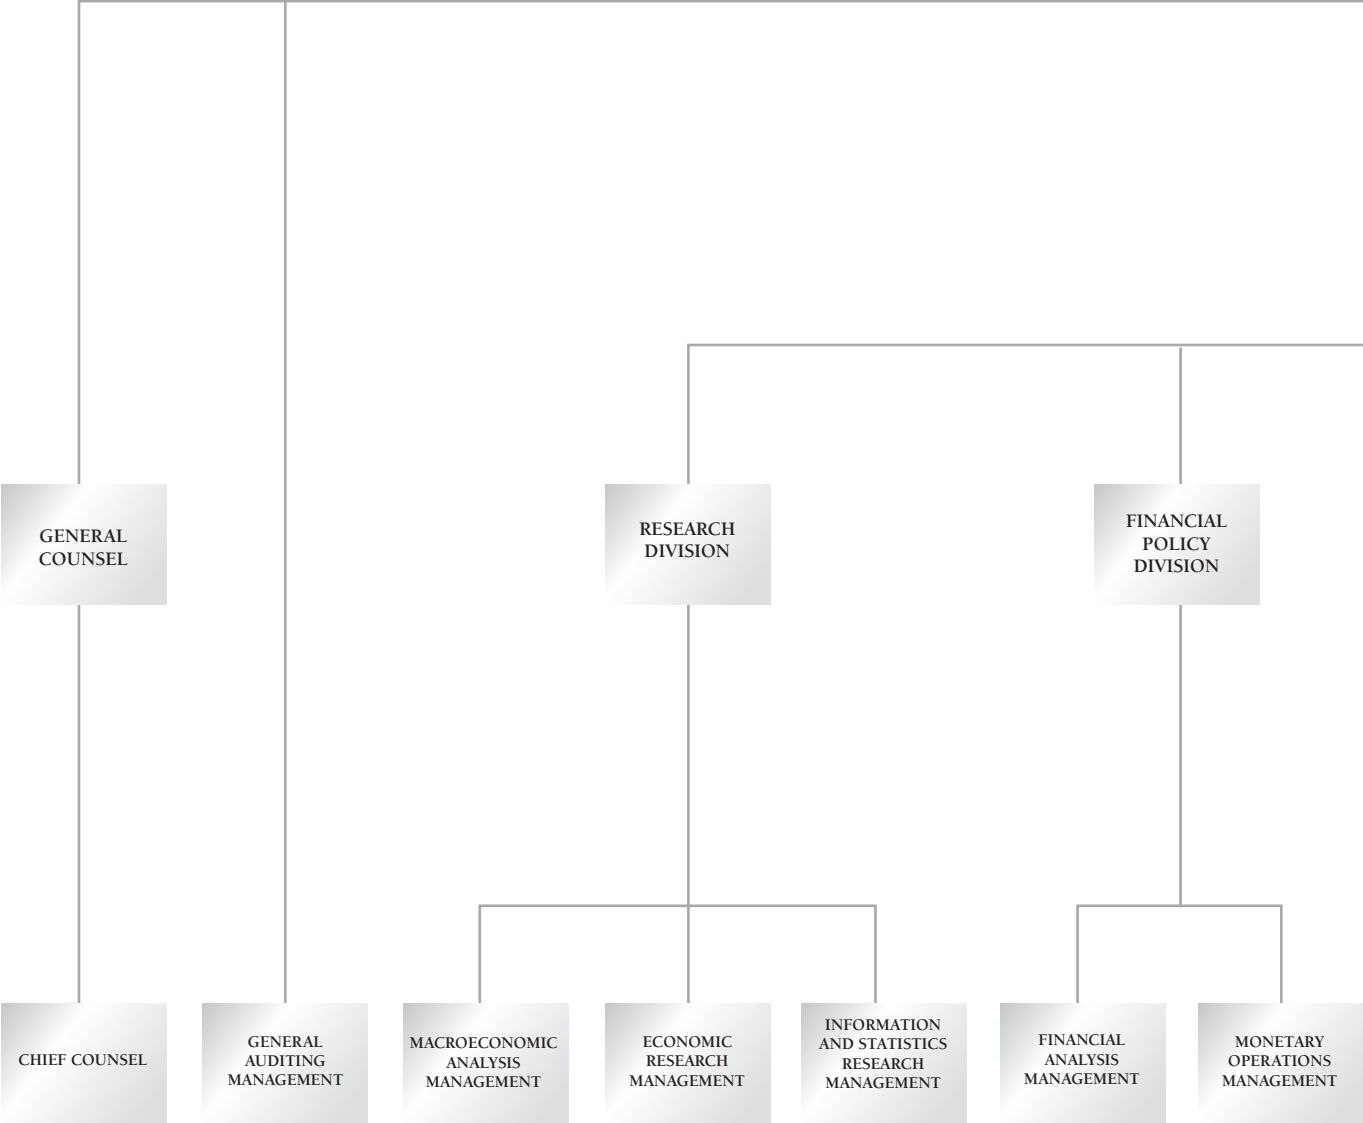 GENERAL
COUNSEL
RESEARCH
DIVISION
FINANCIAL
POLICY
DIVISION
CHIEF COUNSEL
GENERAL
AUDITING
MANAGEMENT
MACROECONOMIC
ANALYSIS
MANAGEMENT
ECONOMIC
RESEARCH
MANAGEMENT
INFORMATION
AND STATISTICS
RESEARCH
MANAGEMENT
FINANCIAL
ANALYSIS
MANAGEMENT
MONETARY
OPERATIONS
MANAGEMENT